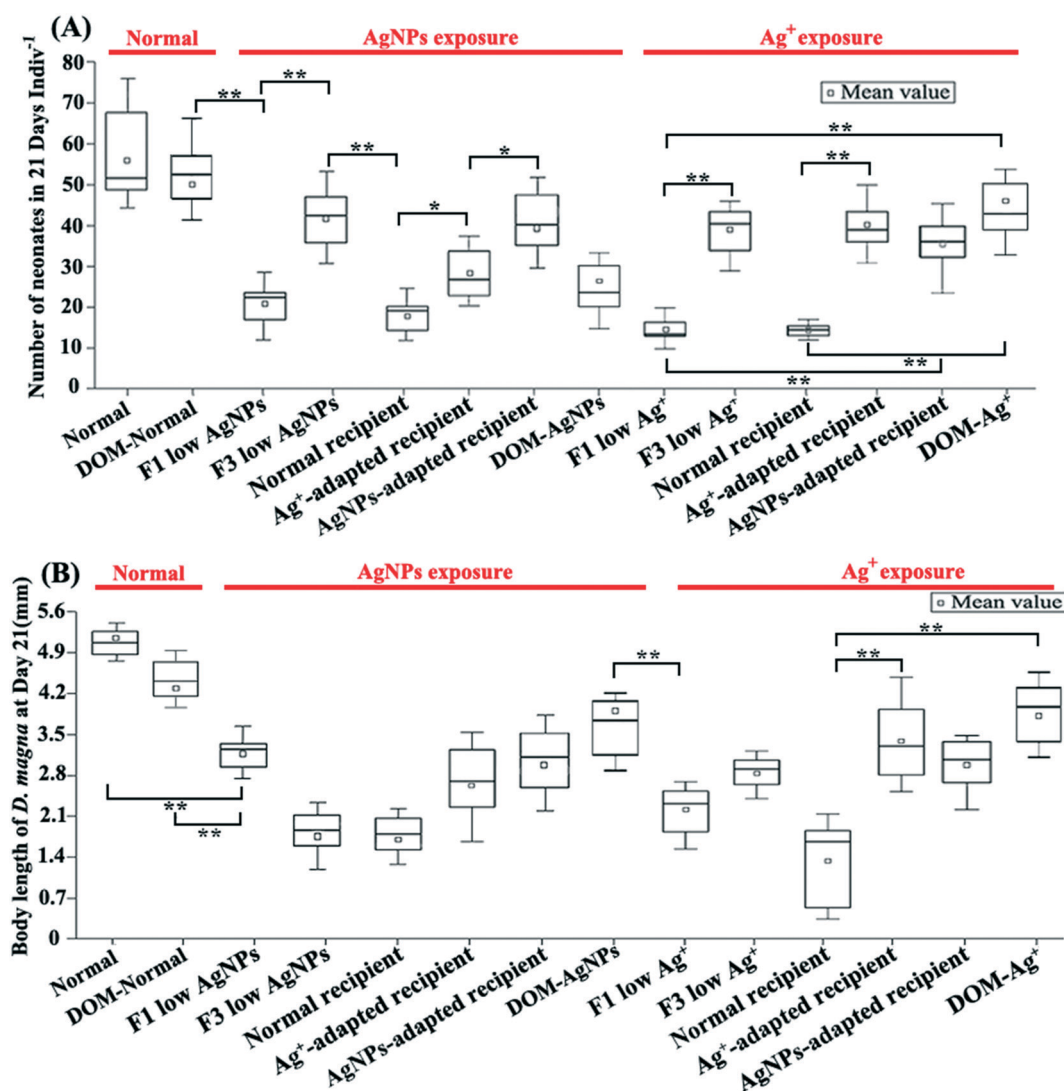 (A)
Normal
AgNPs exposure
Ag⁺ exposure
Number of neonates in 21 Days Indiv⁻¹
80
70
60
50
40
30
20
10
0
Mean value
**
**
**
*
*
**
**
**
**
**
Normal
DOM-Normal
F1 low AgNPs
F3 low AgNPs
Normal recipient
Ag⁺-adapted recipient
AgNPs-adapted recipient
DOM-AgNPs
F1 low Ag⁺
F3 low Ag⁺
Normal recipient
Ag⁺-adapted recipient
AgNPs-adapted recipient
DOM-Ag⁺
(B)
Normal
AgNPs exposure
Ag⁺ exposure
Body length of D. magna at Day 21(mm)
5.6
4.9
4.2
3.5
2.8
2.1
1.4
0.7
0
Mean value
**
**
**
**
**
Normal
DOM-Normal
F1 low AgNPs
F3 low AgNPs
Normal recipient
Ag⁺-adapted recipient
AgNPs-adapted recipient
DOM-AgNPs
F1 low Ag⁺
F3 low Ag⁺
Normal recipient
Ag⁺-adapted recipient
AgNPs-adapted recipient
DOM-Ag⁺